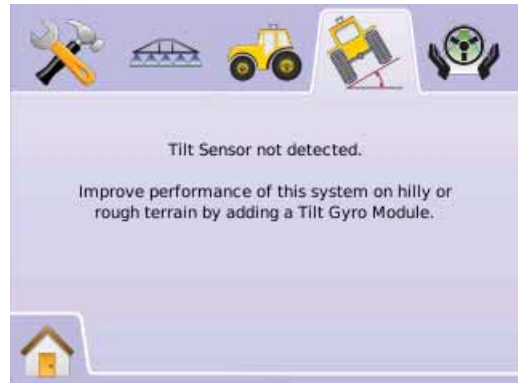 Tilt Sensor not detected.
Improve performance of this system on hilly or
rough terrain by adding a Tilt Gyro Module.